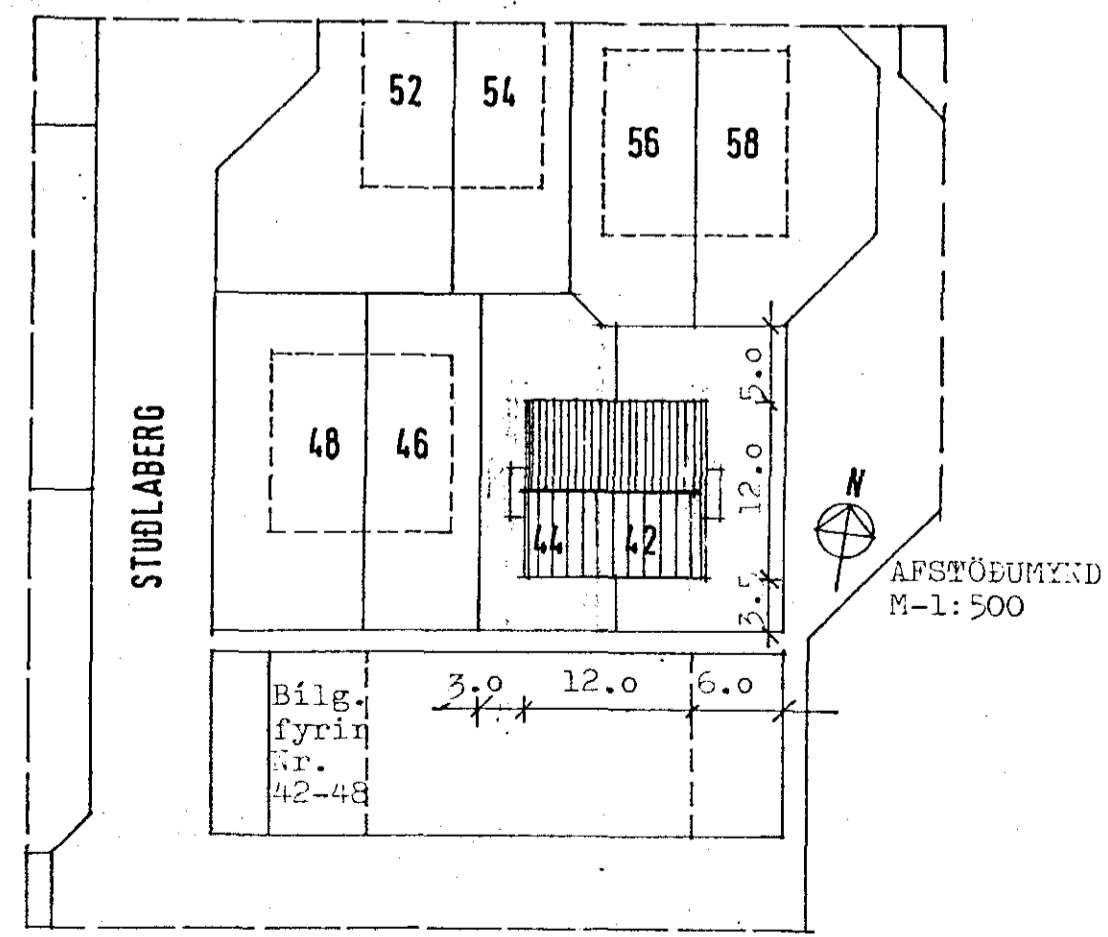 52 54
56 58
STUÐLABERG
48 46
44 42
5.0
12.0
3.5
N
AFSTÖÐUMYND
M-1:500
3.0 12.0 6.0
Bílg.
fyrir
Nr.
42-48